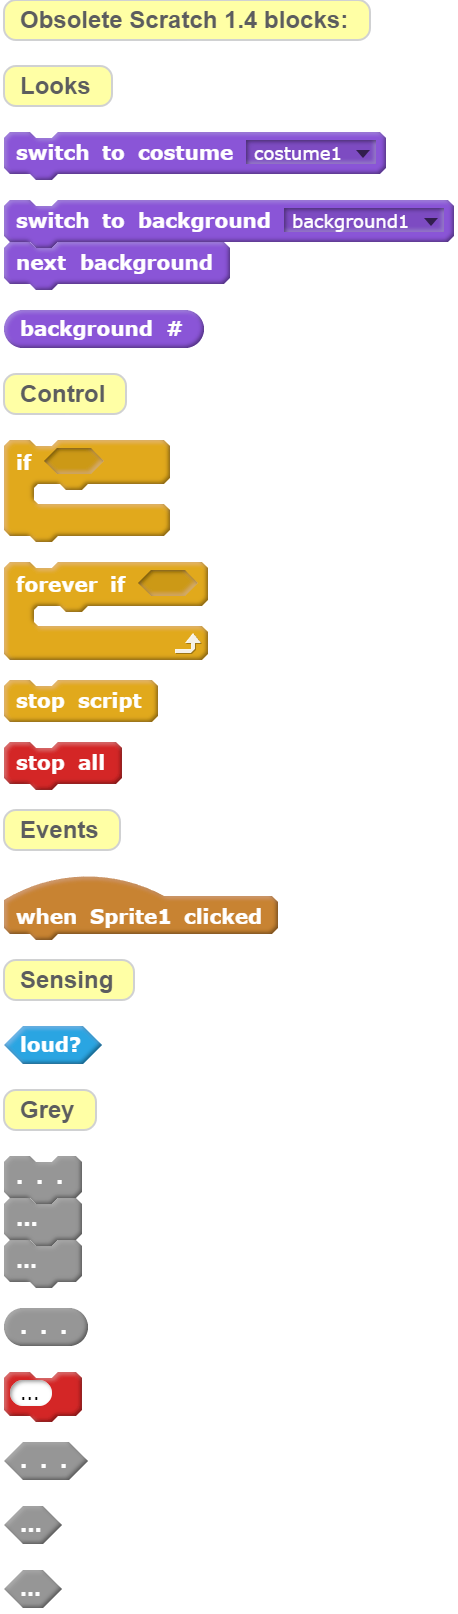 Obsolete Scratch 1.4 blocks:
Looks
switch to costume costume1
switch to background background1
next background
background #
Control
if
forever if
stop script
stop all
Events
when Sprite1 clicked
Sensing
loud?
Grey
. . .
...
...
. . .
...
. . .
...
...